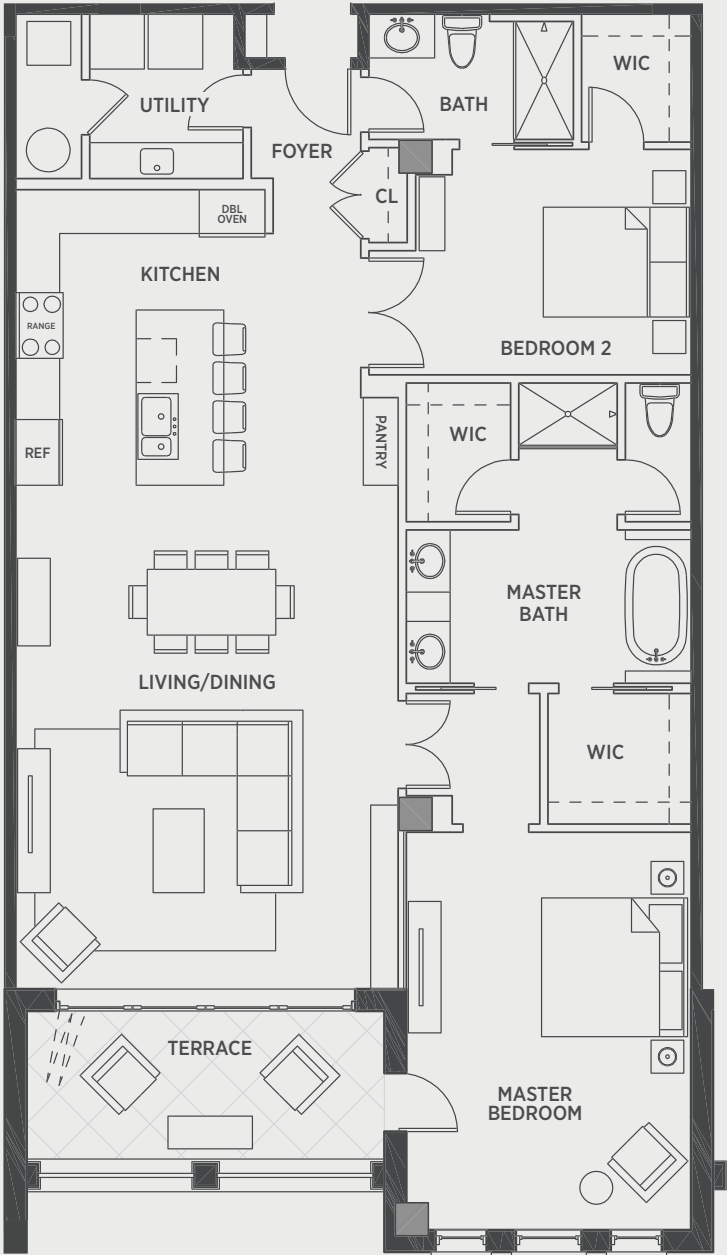 WIC
UTILITY
BATH
FOYER
CL
DBL
OVEN
KITCHEN
RANGE
BEDROOM 2
REF
PANTRY
WIC
MASTER
BATH
LIVING/DINING
WIC
TERRACE
MASTER
BEDROOM